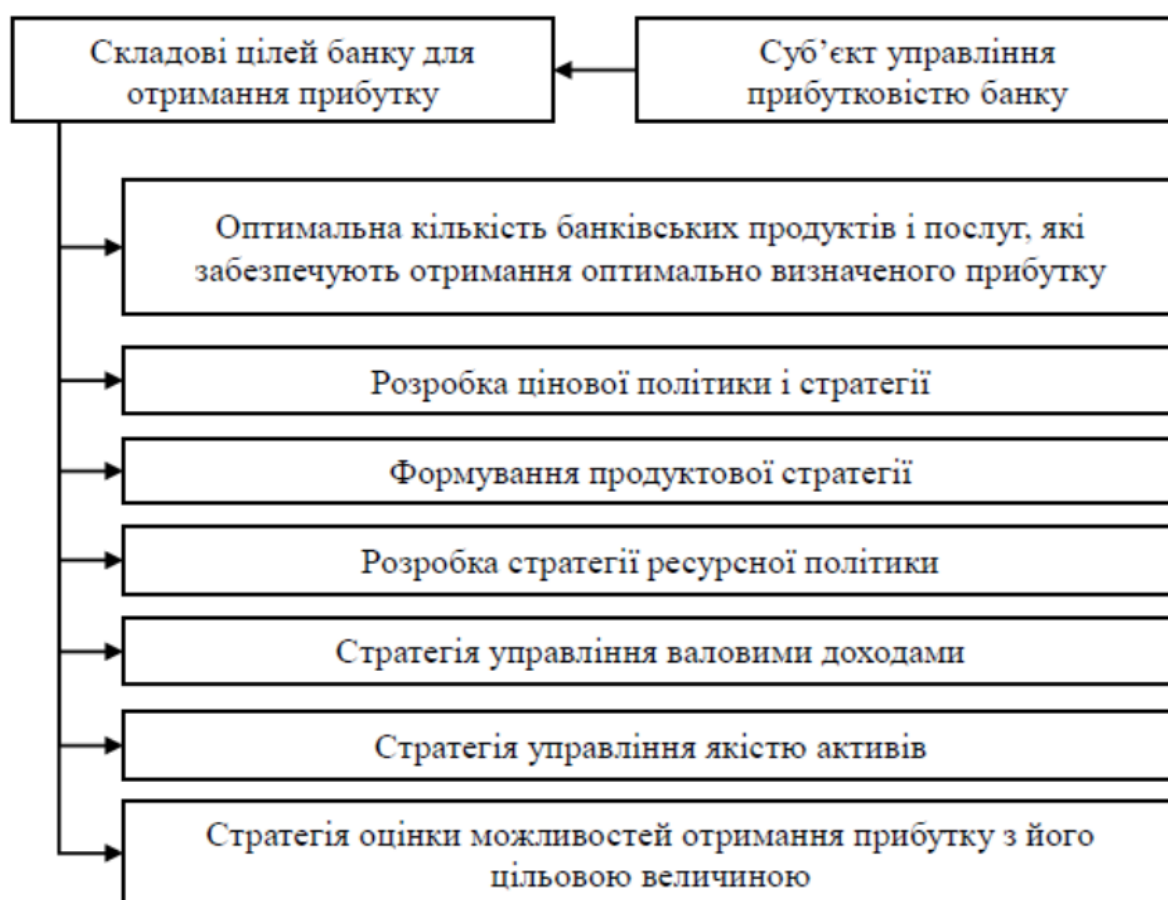 Складові цілей банку для
отримання прибутку
Суб’єкт управління
прибутковістю банку
Оптимальна кількість банківських продуктів і послуг, які
забезпечують отримання оптимально визначеного прибутку
Розробка цінової політики і стратегії
Формування продуктової стратегії
Розробка стратегії ресурсної політики
Стратегія управління валовими доходами
Стратегія управління якістю активів
Стратегія оцінки можливостей отримання прибутку з його
цільовою величиною